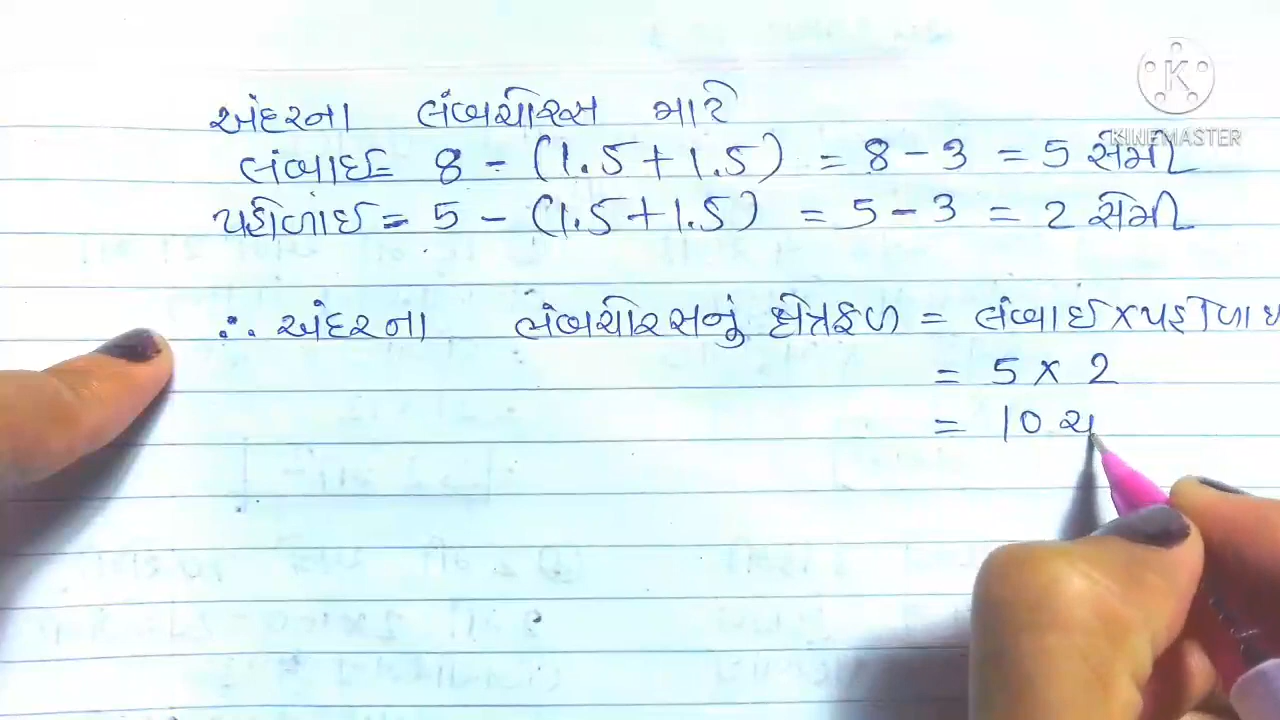 અંદરના લંબચોરસ માટે
K
KINEMASTER
લંબાઈ = 8 - (1.5 + 1.5) = 8 - 3 = 5 સેમી
પહોળાઈ = 5 - (1.5 + 1.5) = 5 - 3 = 2 સેમી
∴ અંદરના લંબચોરસનું ક્ષેત્રફળ = લંબાઈ × પહોળાઈ
= 5 × 2
= 10 ચ